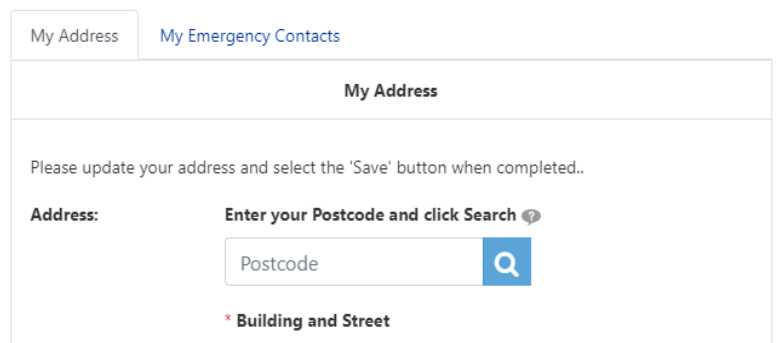 My Address My Emergency Contacts
My Address
Please update your address and select the 'Save' button when completed..
Address: Enter your Postcode and click Search
Postcode
* Building and Street